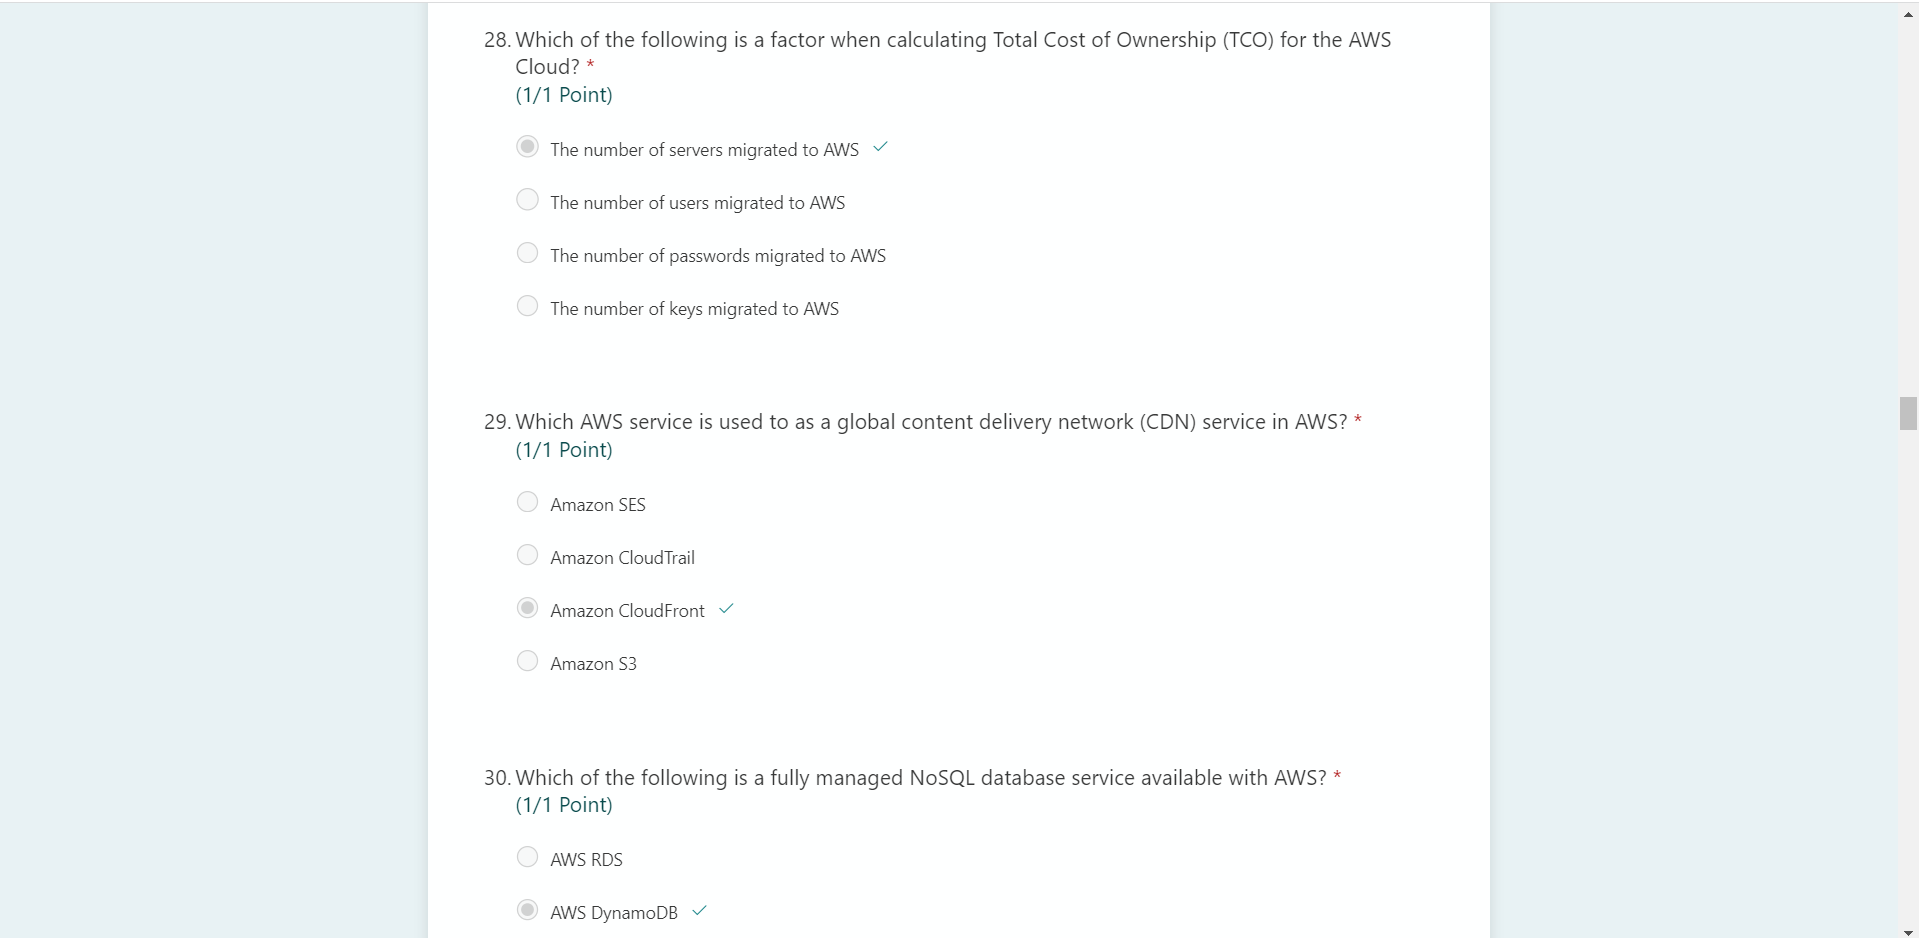 28. Which of the following is a factor when calculating Total Cost of Ownership (TCO) for the AWS
Cloud? *
(1/1 Point)
The number of servers migrated to AWS
The number of users migrated to AWS
The number of passwords migrated to AWS
The number of keys migrated to AWS
29. Which AWS service is used to as a global content delivery network (CDN) service in AWS? *
(1/1 Point)
Amazon SES
Amazon CloudTrail
Amazon CloudFront
Amazon S3
30. Which of the following is a fully managed NoSQL database service available with AWS? *
(1/1 Point)
AWS RDS
AWS DynamoDB